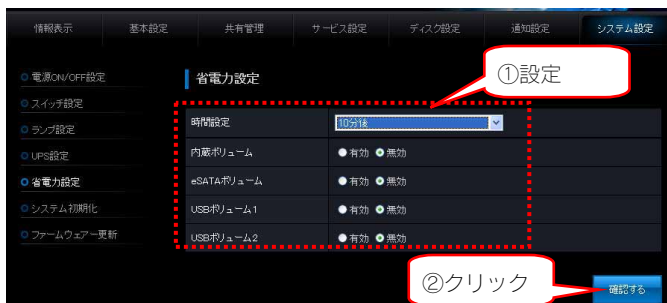 情報表示 基本設定 共有管理 サービス設定 ディスク設定 通知設定 システム設定
電源ON/OFF設定
スイッチ設定
ランプ設定
UPS設定
省電力設定
システム初期化
ファームウェアー更新
省電力設定
①設定
時間設定 10分後
内蔵ボリューム 有効 無効
eSATAボリューム 有効 無効
USBボリューム1 有効 無効
USBボリューム2 有効 無効
②クリック
確認する